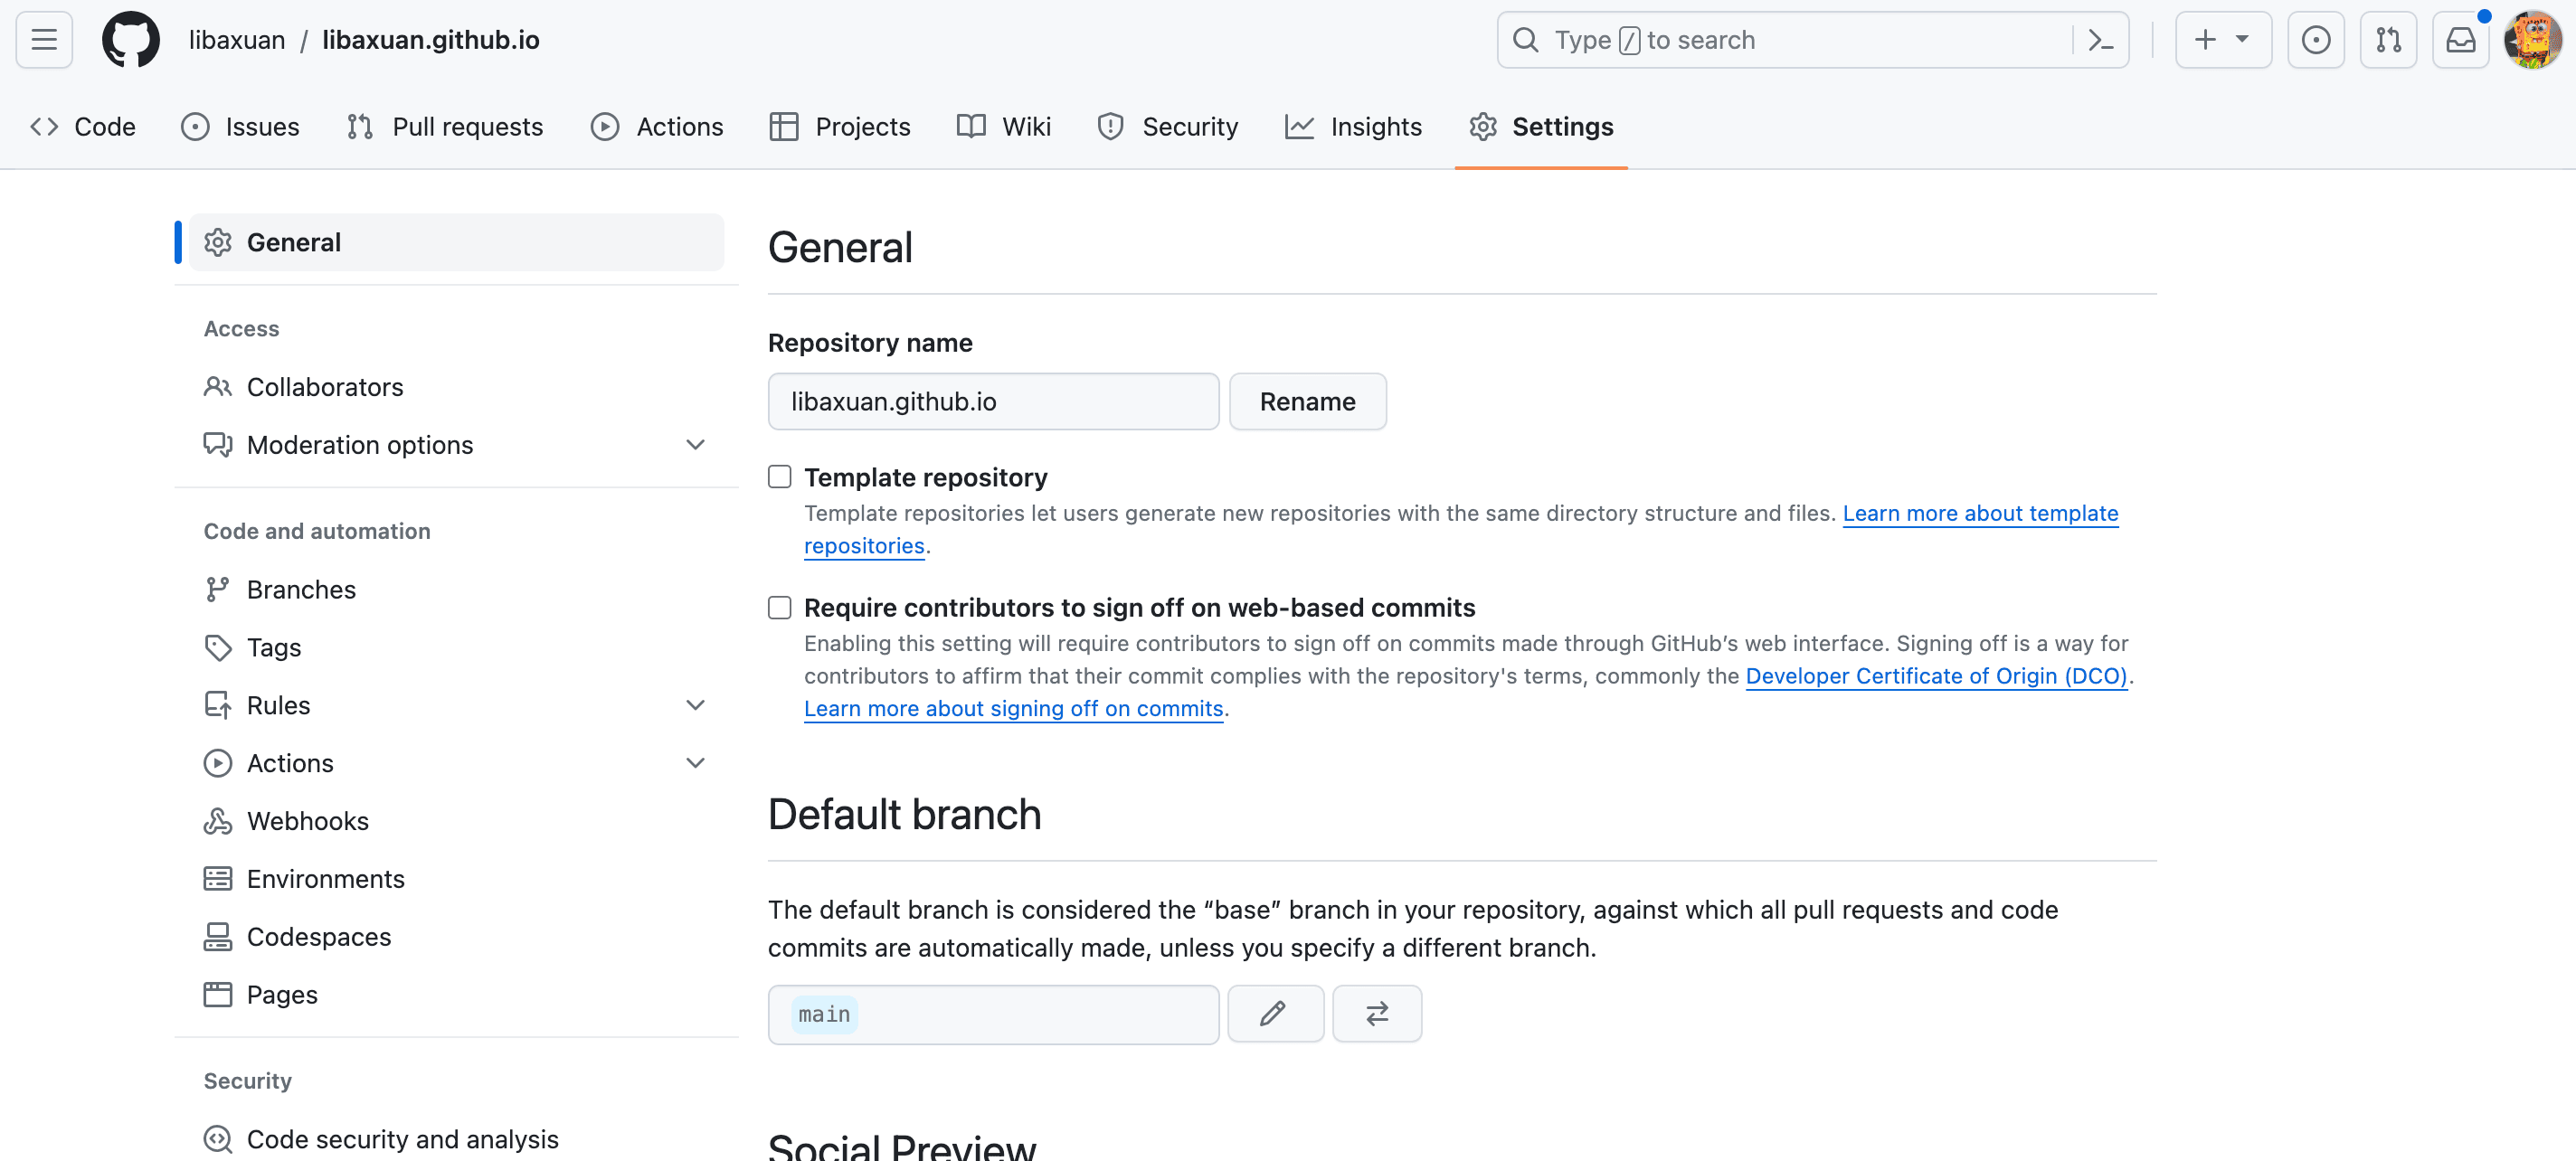 libaxuan / libaxuan.github.io
Type / to search
Code Issues Pull requests Actions Projects Wiki Security Insights Settings
General
Access
Collaborators
Moderation options
Code and automation
Branches
Tags
Rules
Actions
Webhooks
Environments
Codespaces
Pages
Security
Code security and analysis
General
Repository name
libaxuan.github.io Rename
Template repository
Template repositories let users generate new repositories with the same directory structure and files. Learn more about template
repositories.
Require contributors to sign off on web-based commits
Enabling this setting will require contributors to sign off on commits made through GitHub’s web interface. Signing off is a way for
contributors to affirm that their commit complies with the repository's terms, commonly the Developer Certificate of Origin (DCO).
Learn more about signing off on commits.
Default branch
The default branch is considered the “base” branch in your repository, against which all pull requests and code
commits are automatically made, unless you specify a different branch.
main
Social Preview